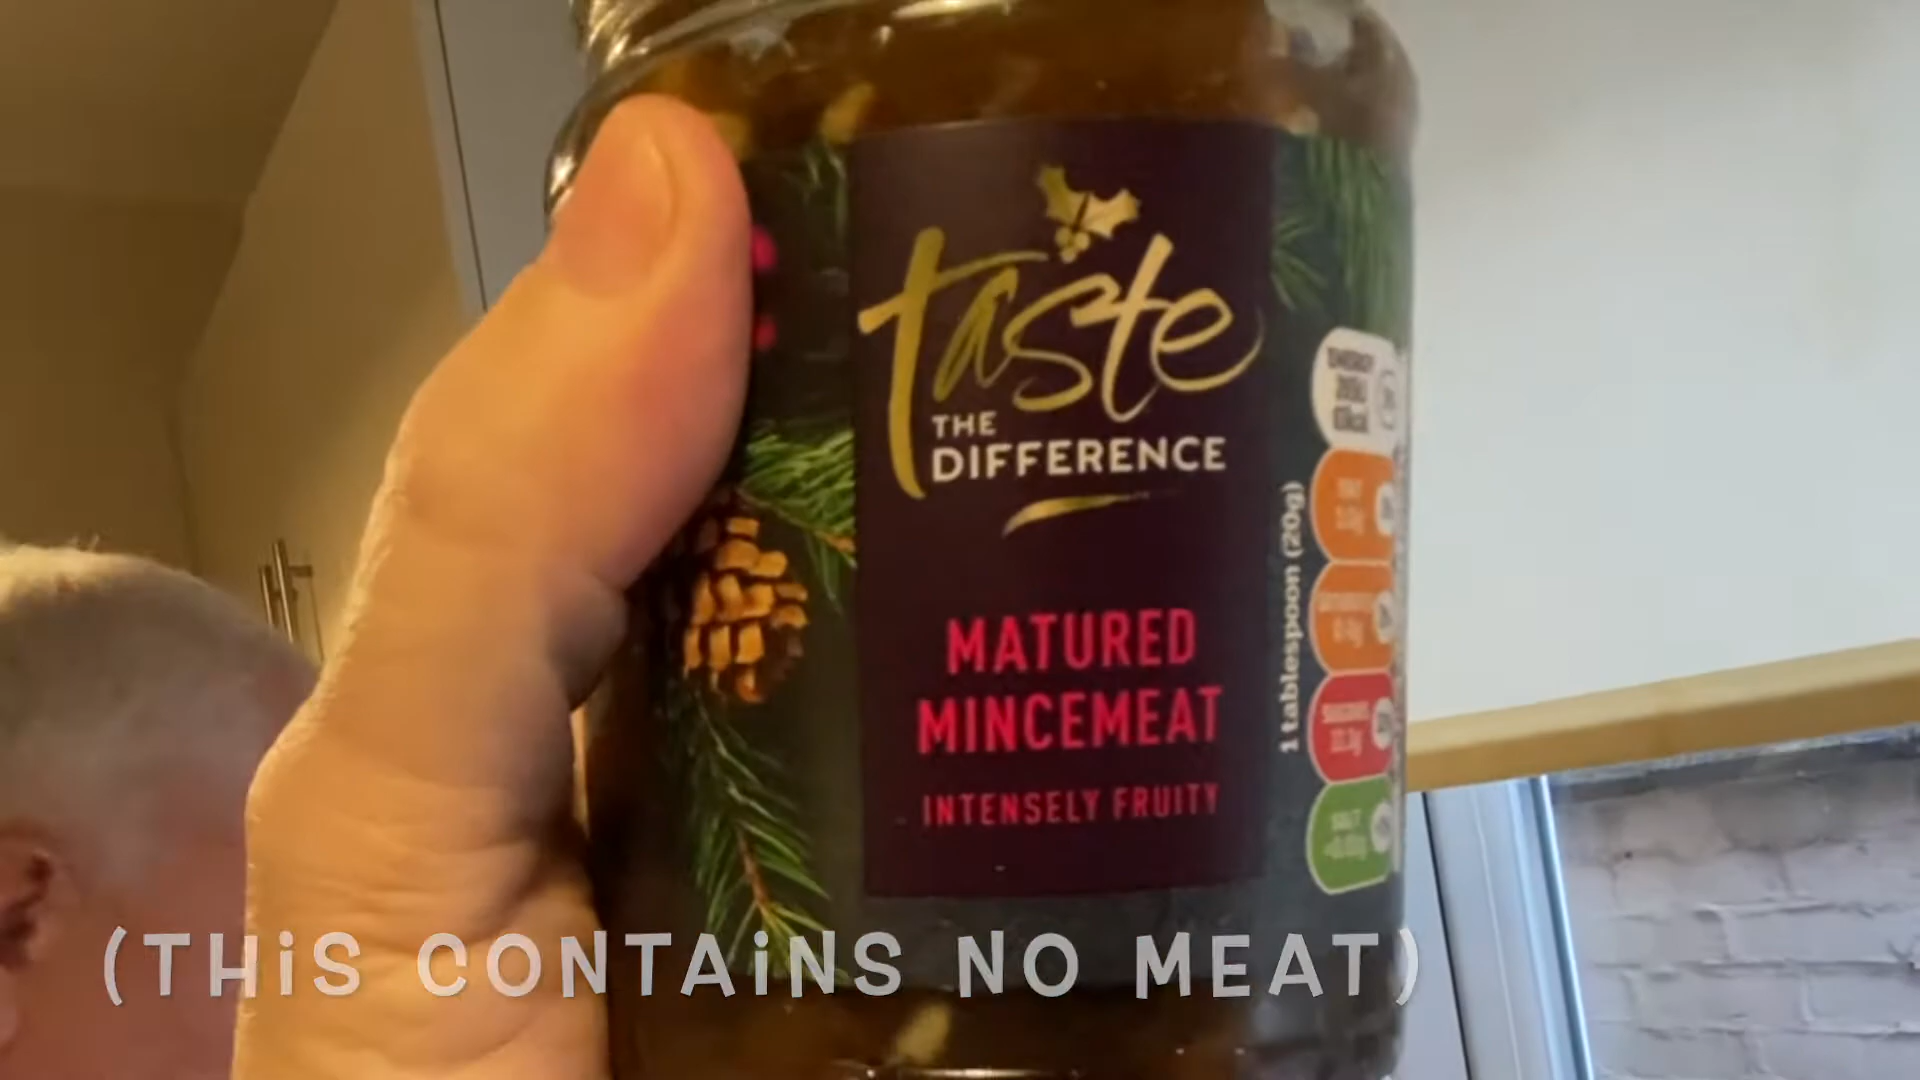 taste
THE
DIFFERENCE
MATURED
MINCEMEAT
INTENSELY FRUITY
1 tablespoon (20g)
(THiS CONTAiNS NO MEAT)